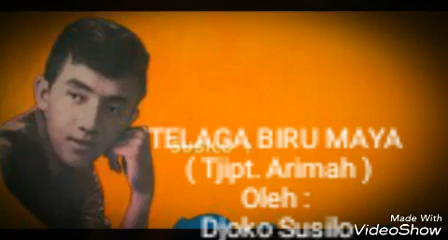 TELAGA BIRU MAYA
( Tjipt. Arimah )
Oleh :
Djoko Susilo
Made With
VideoShow